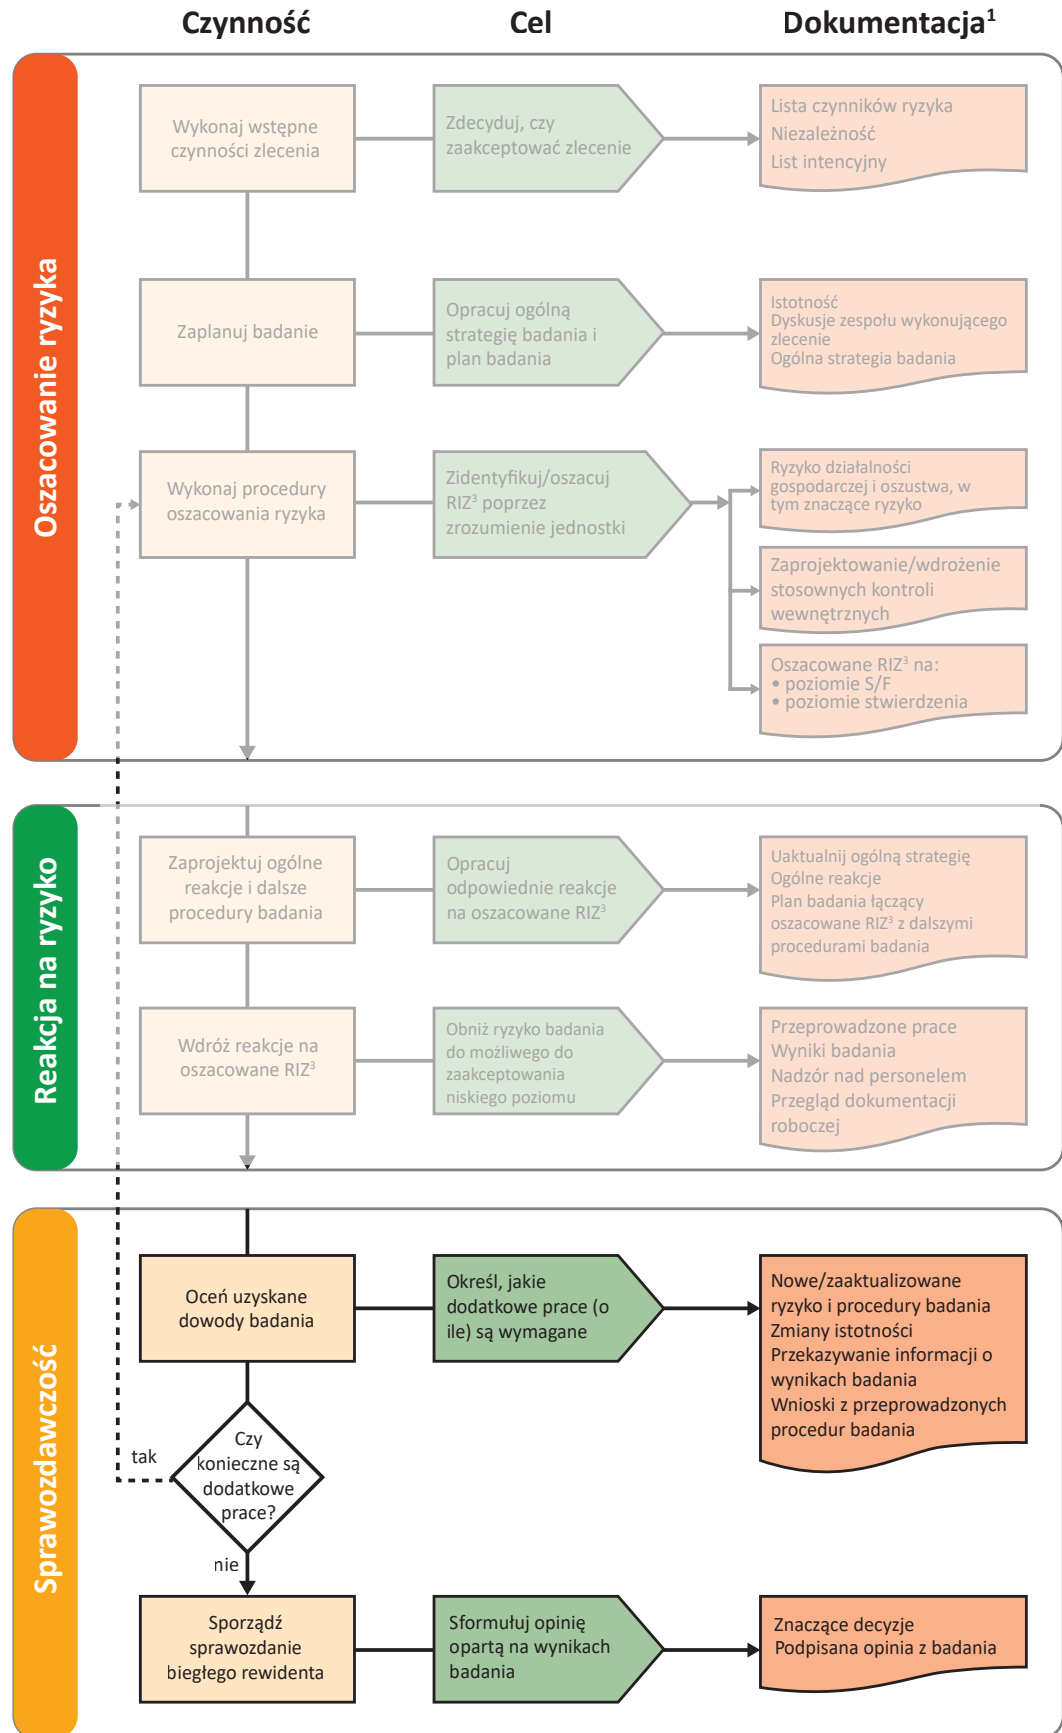 Czynność
Cel
Dokumentacja¹
Oszacowanie ryzyka
Wykonaj wstępne
czynności zlecenia
Zdecyduj, czy
zaakceptować zlecenie
Lista czynników ryzyka
Niezależność
List intencyjny
Zaplanuj badanie
Opracuj ogólną
strategię badania i
plan badania
Istotność
Dyskusje zespołu wykonującego
zlecenie
Ogólna strategia badania
Wykonaj procedury
oszacowania ryzyka
Zidentyfikuj/oszacuj
RIZ³ poprzez
zrozumienie jednostki
Ryzyko działalności
gospodarczej i oszustwa, w
tym znaczące ryzyko
Zaprojektowanie/wdrożenie
stosownych kontroli
wewnętrznych
Oszacowane RIZ³ na:
• poziomie S/F
• poziomie stwierdzenia
Reakcja na ryzyko
Zaprojektuj ogólne
reakcje i dalsze
procedury badania
Opracuj
odpowiednie reakcje
na oszacowane RIZ³
Uaktualnij ogólną strategię
Ogólne reakcje
Plan badania łączący
oszacowane RIZ³ z dalszymi
procedurami badania
Wdróż reakcje na
oszacowane RIZ³
Obniż ryzyko badania
do możliwego do
zaakceptowania
niskiego poziomu
Przeprowadzone prace
Wyniki badania
Nadzór nad personelem
Przegląd dokumentacji
roboczej
Sprawozdawczość
Oceń uzyskane
dowody badania
Określ, jakie
dodatkowe prace (o
ile) są wymagane
Nowe/zaaktualizowane
ryzyko i procedury badania
Zmiany istotności
Przekazywanie informacji o
wynikach badania
Wnioski z przeprowadzonych
procedur badania
tak
Czy
konieczne są
dodatkowe
prace?
nie
Sporządź
sprawozdanie
biegłego rewidenta
Sformułuj opinię
opartą na wynikach
badania
Znaczące decyzje
Podpisana opinia z badania